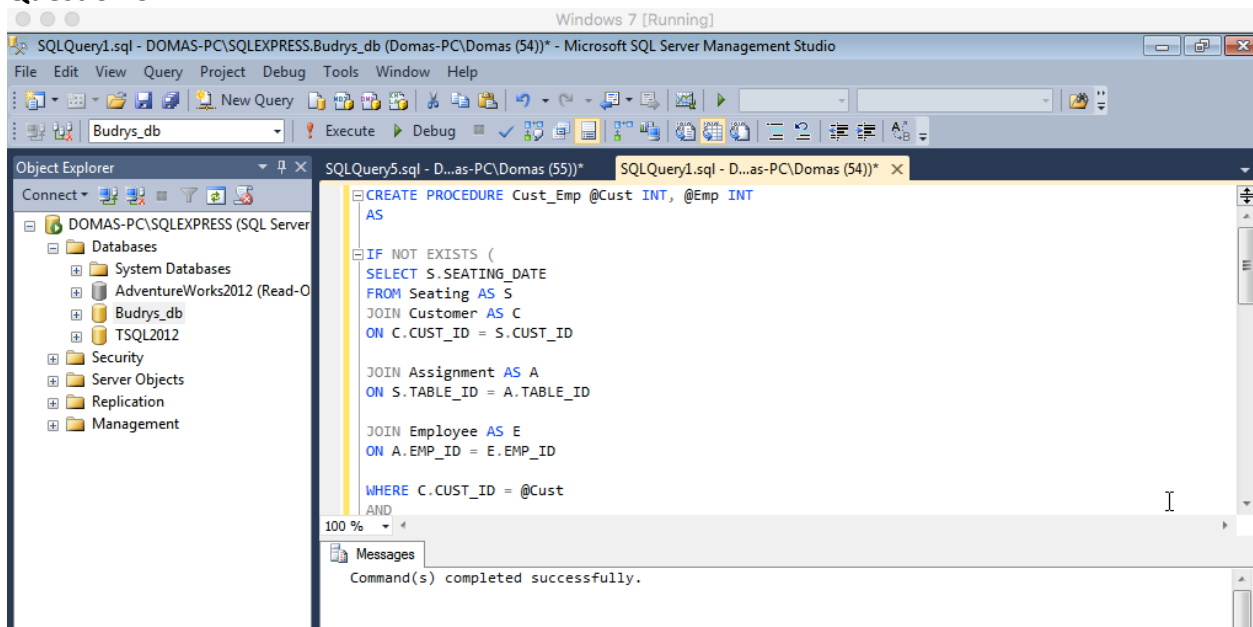 Windows 7 [Running]
SQLQuery1.sql - DOMAS-PC\SQLEXPRESS.Budrys_db (Domas-PC\Domas (54))* - Microsoft SQL Server Management Studio
File Edit View Query Project Debug Tools Window Help
New Query
Budrys_db
Execute Debug
Object Explorer
SQLQuery5.sql - D...as-PC\Domas (55))*
SQLQuery1.sql - D...as-PC\Domas (54))*
Connect
DOMAS-PC\SQLEXPRESS (SQL Server
Databases
System Databases
AdventureWorks2012 (Read-O
Budrys_db
TSQL2012
Security
Server Objects
Replication
Management
CREATE PROCEDURE Cust_Emp @Cust INT, @Emp INT
AS
IF NOT EXISTS (
SELECT S.SEATING_DATE
FROM Seating AS S
JOIN Customer AS C
ON C.CUST_ID = S.CUST_ID
JOIN Assignment AS A
ON S.TABLE_ID = A.TABLE_ID
JOIN Employee AS E
ON A.EMP_ID = E.EMP_ID
WHERE C.CUST_ID = @Cust
AND
100 %
Messages
Command(s) completed successfully.